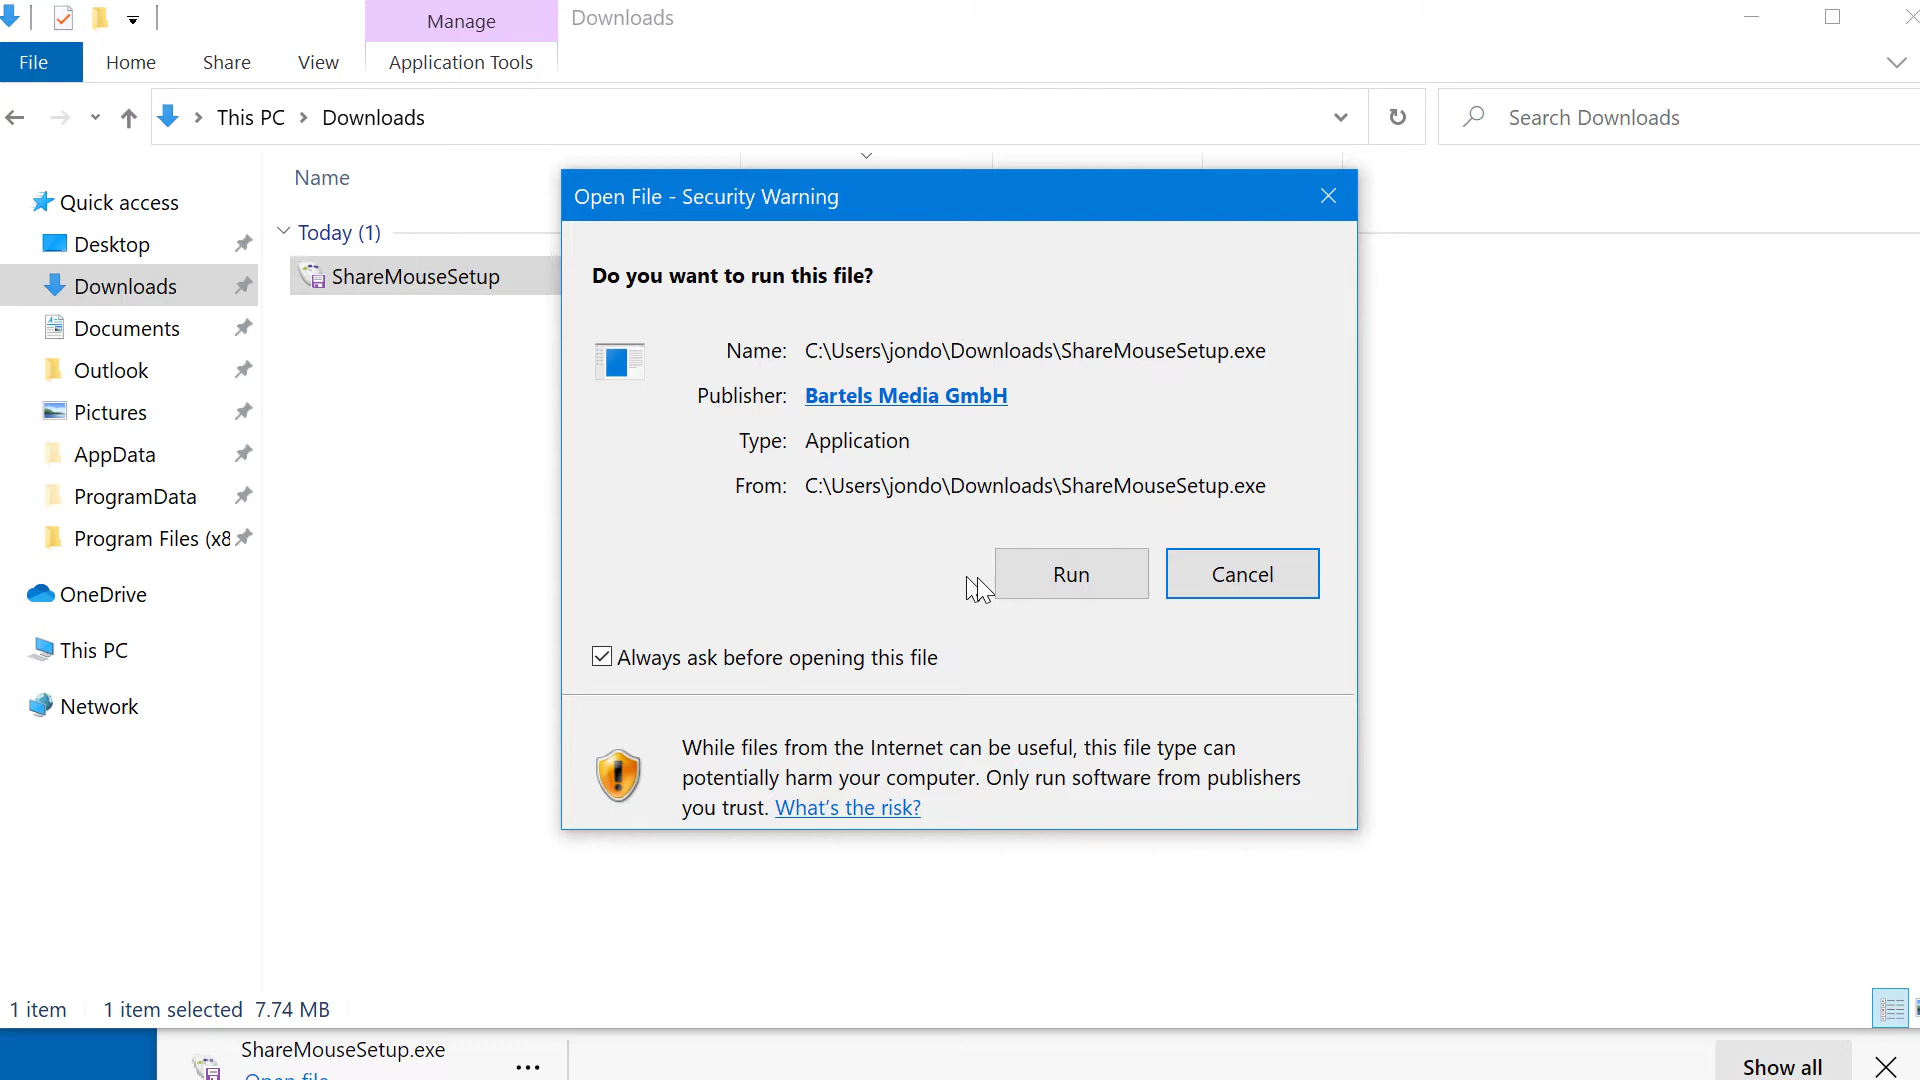 Manage
Downloads
File
Home
Share
View
Application Tools
This PC
Downloads
Search Downloads
Name
Quick access
Desktop
Downloads
Documents
Outlook
Pictures
AppData
ProgramData
Program Files (x8
OneDrive
This PC
Network
Today (1)
ShareMouseSetup
Open File - Security Warning
Do you want to run this file?
Name: C:\Users\jondo\Downloads\ShareMouseSetup.exe
Publisher: Bartels Media GmbH
Type: Application
From: C:\Users\jondo\Downloads\ShareMouseSetup.exe
Run
Cancel
Always ask before opening this file
While files from the Internet can be useful, this file type can
potentially harm your computer. Only run software from publishers
you trust. What's the risk?
1 item
1 item selected 7.74 MB
ShareMouseSetup.exe
Open file
Show all